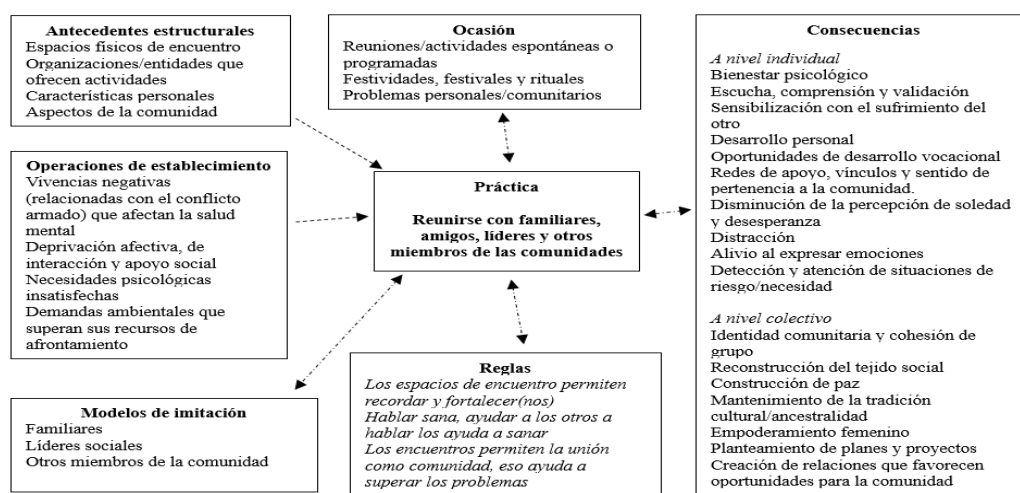 Antecedentes estructurales
Espacios físicos de encuentro
Organizaciones/entidades que
ofrecen actividades
Características personales
Aspectos de la comunidad
Operaciones de establecimiento
Vivencias negativas
(relacionadas con el conflicto
armado) que afectan la salud
mental
Deprivación afectiva, de
interacción y apoyo social
Necesidades psicológicas
insatisfechas
Demandas ambientales que
superan sus recursos de
afrontamiento
Modelos de imitación
Familiares
Líderes sociales
Otros miembros de la comunidad
Ocasión
Reuniones/actividades espontáneas o
programadas
Festividades, festivales y rituales
Problemas personales/comunitarios
Práctica
Reunirse con familiares,
amigos, líderes y otros
miembros de las comunidades
Reglas
Los espacios de encuentro permiten
recordar y fortalecer(nos)
Hablar sana, ayudar a los otros a
hablar los ayuda a sanar
Los encuentros permiten la unión
como comunidad, eso ayuda a
superar los problemas
Consecuencias
A nivel individual
Bienestar psicológico
Escucha, comprensión y validación
Sensibilización con el sufrimiento del
otro
Desarrollo personal
Oportunidades de desarrollo vocacional
Redes de apoyo, vínculos y sentido de
pertenencia a la comunidad.
Disminución de la percepción de soledad
y desesperanza
Distracción
Alivio al expresar emociones
Detección y atención de situaciones de
riesgo/necesidad
A nivel colectivo
Identidad comunitaria y cohesión de
grupo
Reconstrucción del tejido social
Construcción de paz
Mantenimiento de la tradición
cultural/ancestralidad
Empoderamiento femenino
Planteamiento de planes y proyectos
Creación de relaciones que favorecen
oportunidades para la comunidad